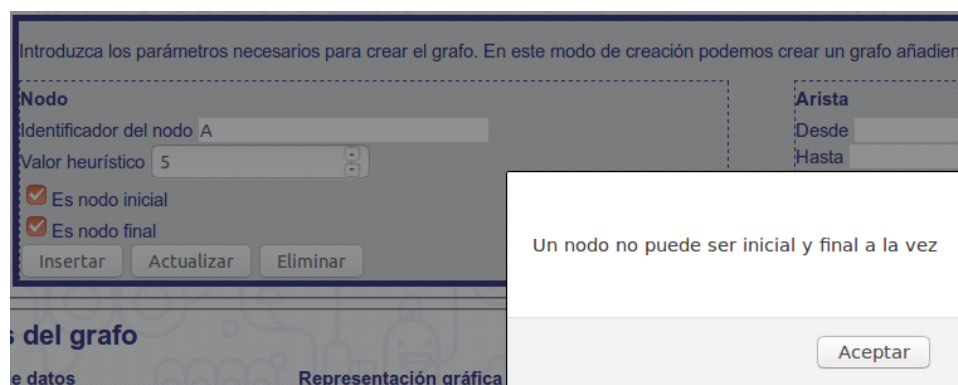 Introduzca los parámetros necesarios para crear el grafo. En este modo de creación podemos crear un grafo
Nodo
Identificador del nodo A
Valor heurístico 5
Es nodo inicial
Es nodo final
Insertar Actualizar Eliminar
Arista
Desde
Hasta
Un nodo no puede ser inicial y final a la vez
Aceptar
del grafo
datos
Representación gráfica